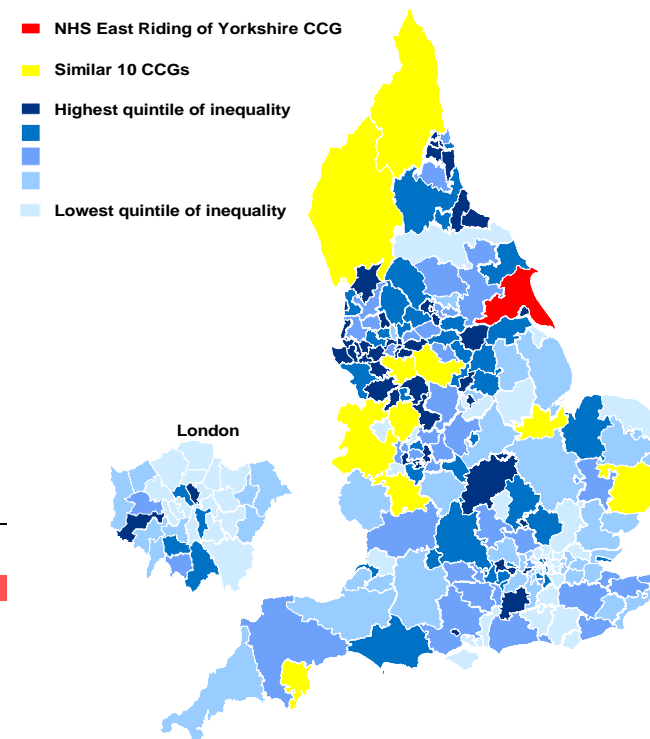 NHS East Riding of Yorkshire CCG
Similar 10 CCGs
Highest quintile of inequality
Lowest quintile of inequality
London